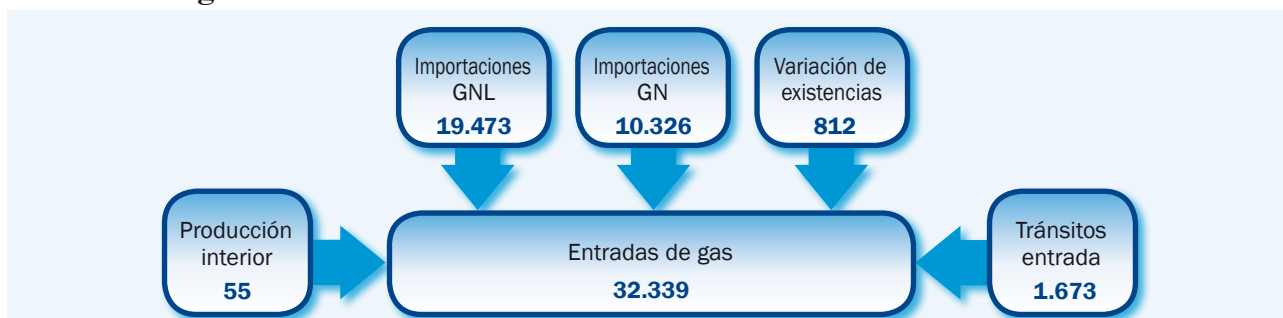 Importaciones
GNL
19.473
Importaciones
GN
10.326
Variación de
existencias
812
Producción
interior
55
Entradas de gas
32.339
Tránsitos
entrada
1.673